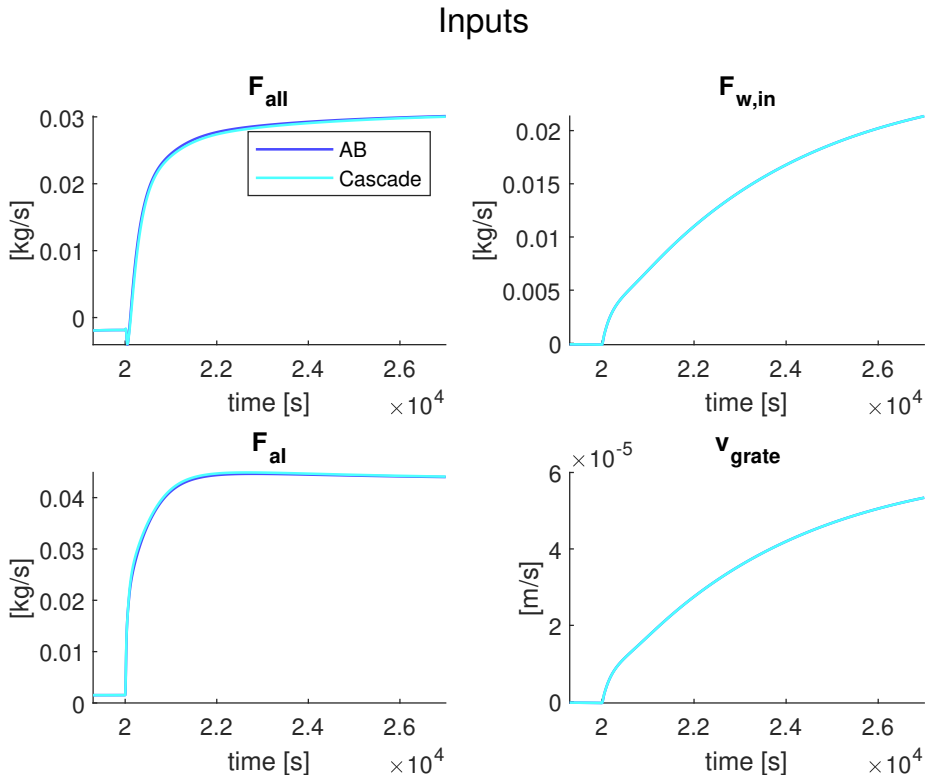 Inputs
F_all
[kg/s]
0.03
0.02
0.01
0
AB
Cascade
2 2.2 2.4 2.6
time [s]
×10^4
F_w,in
[kg/s]
0.02
0.015
0.01
0.005
0
2 2.2 2.4 2.6
time [s]
×10^4
F_al
[kg/s]
0.04
0.03
0.02
0.01
0
2 2.2 2.4 2.6
time [s]
×10^4
v_grate
×10^-5
[m/s]
6
4
2
0
2 2.2 2.4 2.6
time [s]
×10^4